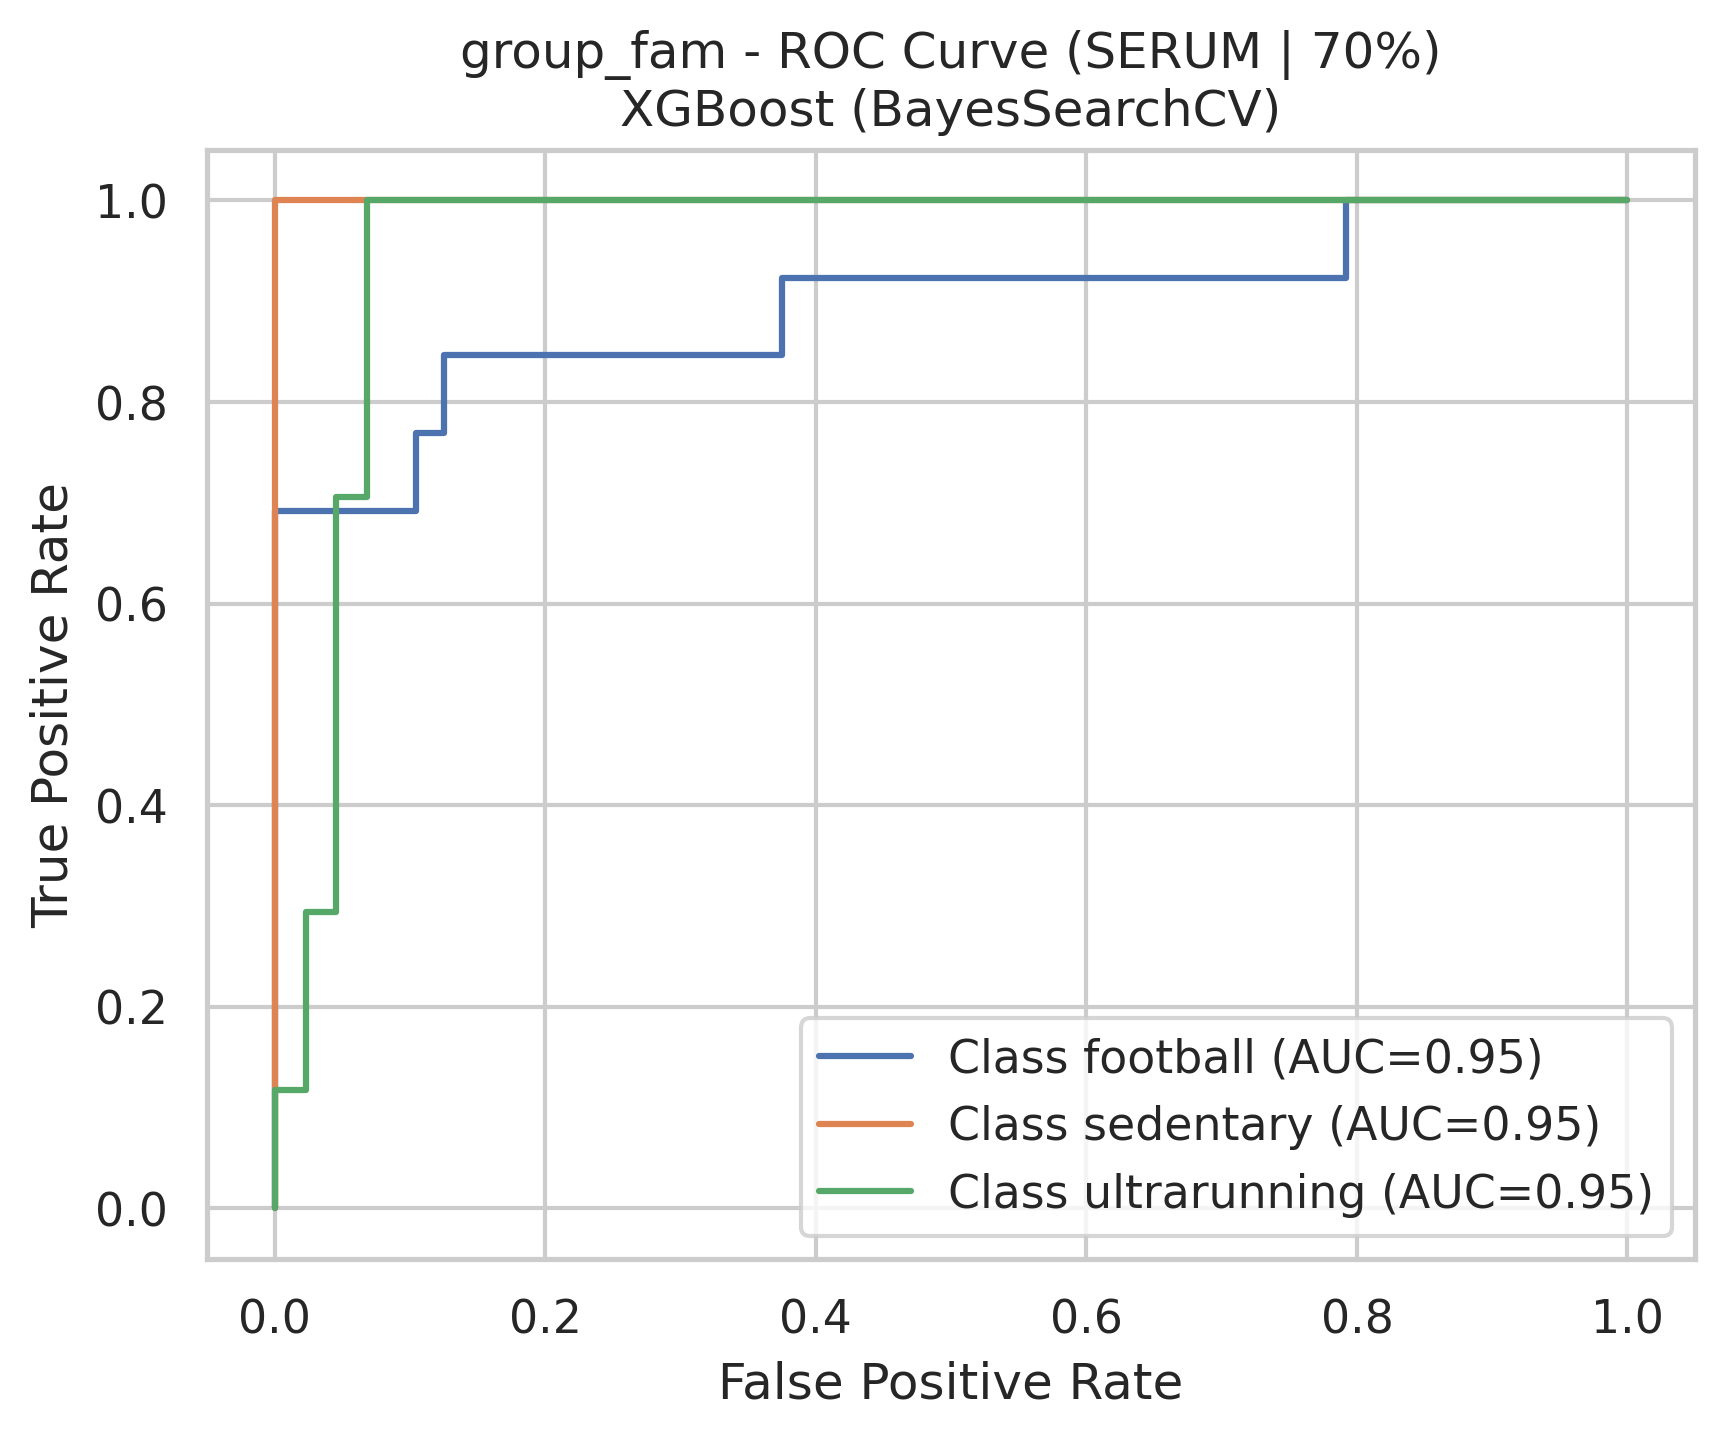 group_fam - ROC Curve (SERUM | 70%)
XGBoost (BayesSearchCV)
True Positive Rate
1.0
0.8
0.6
0.4
0.2
0.0
Class football (AUC=0.95)
Class sedentary (AUC=0.95)
Class ultrarunning (AUC=0.95)
0.0 0.2 0.4 0.6 0.8 1.0
False Positive Rate